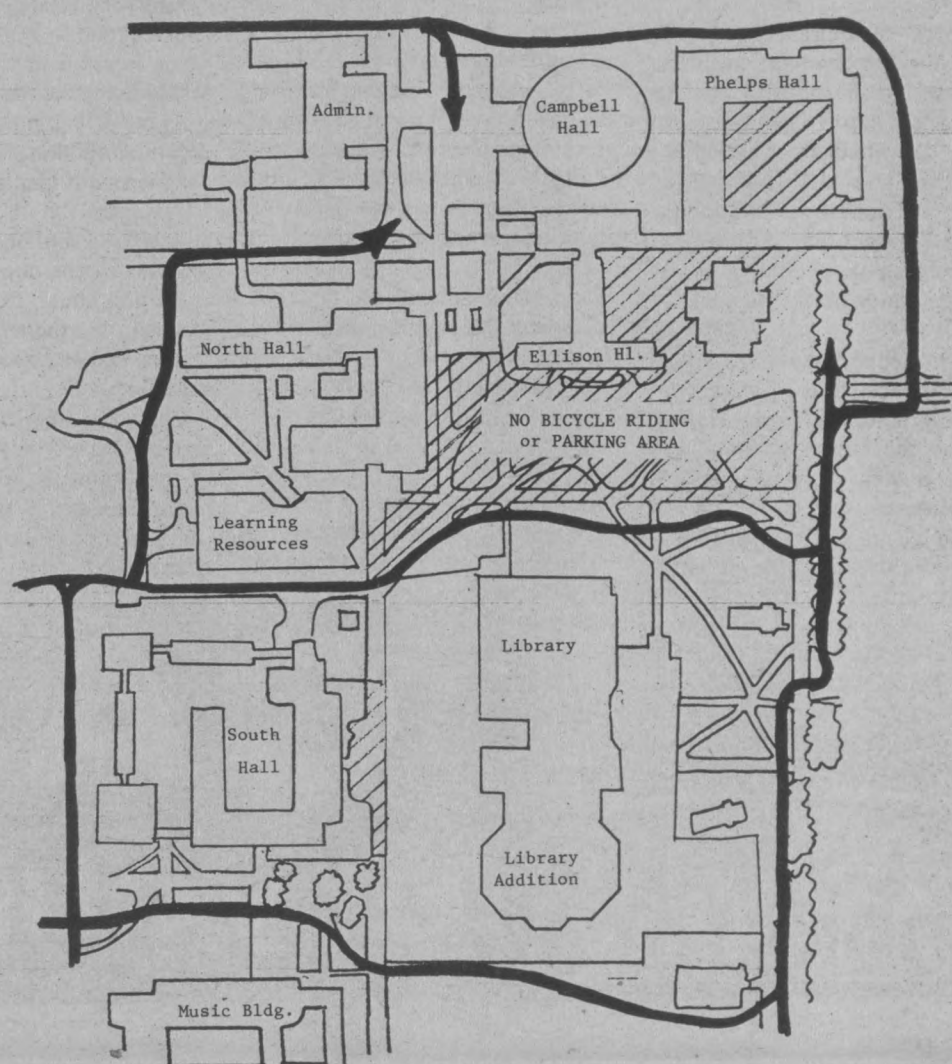 Admin.
Campbell
Hall
Phelps Hall
North Hall
Ellison Hl.
NO BICYCLE RIDING
or PARKING AREA
Learning
Resources
Library
South
Hall
Library
Addition
Music Bldg.